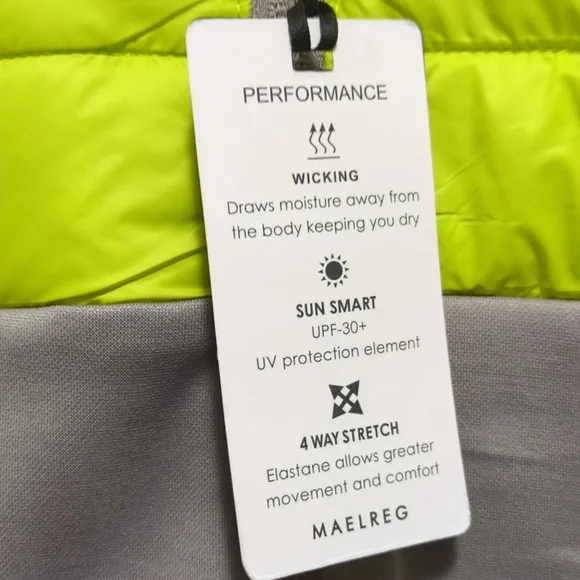 PERFORMANCE
WICKING
Draws moisture away from
the body keeping you dry
SUN SMART
UPF-30+
UV protection element
4 WAY STRETCH
Elastane allows greater
movement and comfort
MAELREG